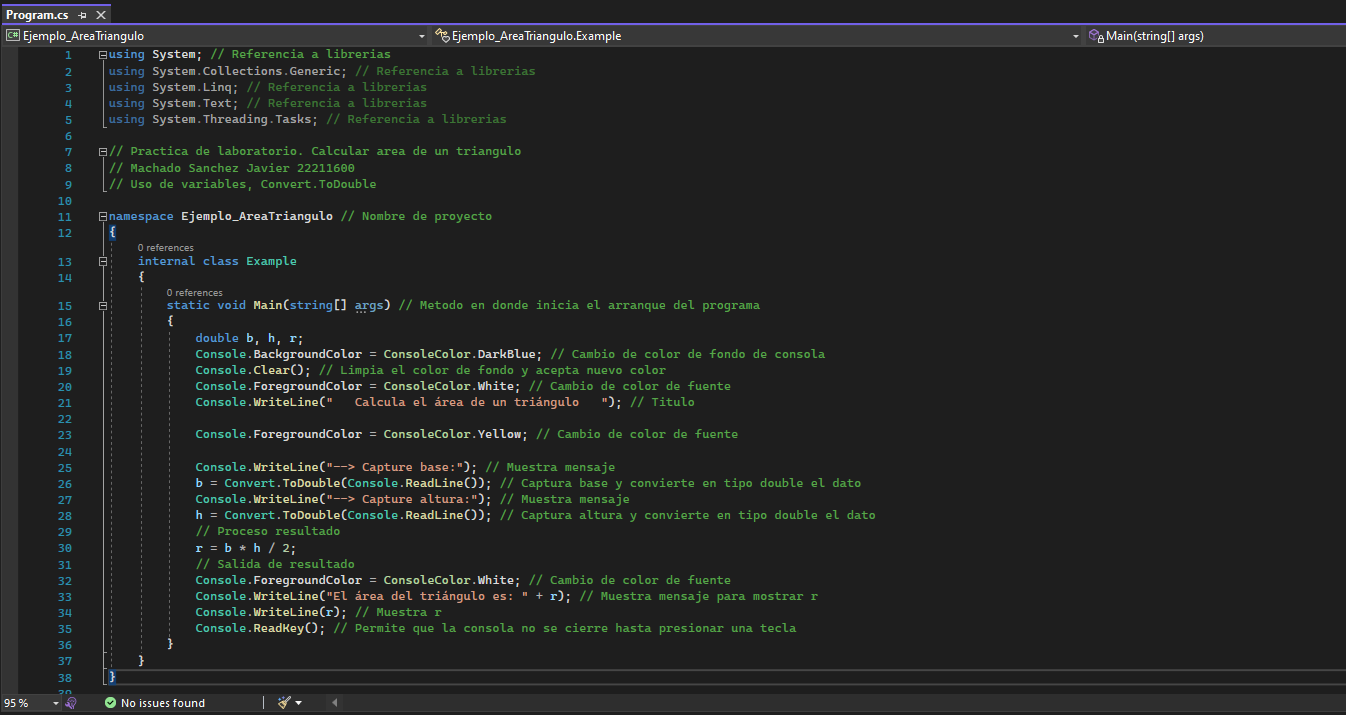 Program.cs
Ejemplo_AreaTriangulo Ejemplo_AreaTriangulo.Example Main(string[] args)
1 using System; // Referencia a librerias
2 using System.Collections.Generic; // Referencia a librerias
3 using System.Linq; // Referencia a librerias
4 using System.Text; // Referencia a librerias
5 using System.Threading.Tasks; // Referencia a librerias
6
7 // Practica de laboratorio. Calcular area de un triangulo
8 // Machado Sanchez Javier 22211600
9 // Uso de variables, Convert.ToDouble
10
11 namespace Ejemplo_AreaTriangulo // Nombre de proyecto
12 {
0 references
13 internal class Example
14 {
0 references
15 static void Main(string[] args) // Metodo en donde inicia el arranque del programa
16 {
17 double b, h, r;
18 Console.BackgroundColor = ConsoleColor.DarkBlue; // Cambio de color de fondo de consola
19 Console.Clear(); // Limpia el color de fondo y acepta nuevo color
20 Console.ForegroundColor = ConsoleColor.White; // Cambio de color de fuente
21 Console.WriteLine("   Calcula el área de un triángulo   "); // Titulo
22
23 Console.ForegroundColor = ConsoleColor.Yellow; // Cambio de color de fuente
24
25 Console.WriteLine("--> Capture base:"); // Muestra mensaje
26 b = Convert.ToDouble(Console.ReadLine()); // Captura base y convierte en tipo double el dato
27 Console.WriteLine("--> Capture altura:"); // Muestra mensaje
28 h = Convert.ToDouble(Console.ReadLine()); // Captura altura y convierte en tipo double el dato
29 // Proceso resultado
30 r = b * h / 2;
31 // Salida de resultado
32 Console.ForegroundColor = ConsoleColor.White; // Cambio de color de fuente
33 Console.WriteLine("El área del triángulo es: " + r); // Muestra mensaje para mostrar r
34 Console.WriteLine(r); // Muestra r
35 Console.ReadKey(); // Permite que la consola no se cierre hasta presionar una tecla
36 }
37 }
38 }
39
95 % No issues found